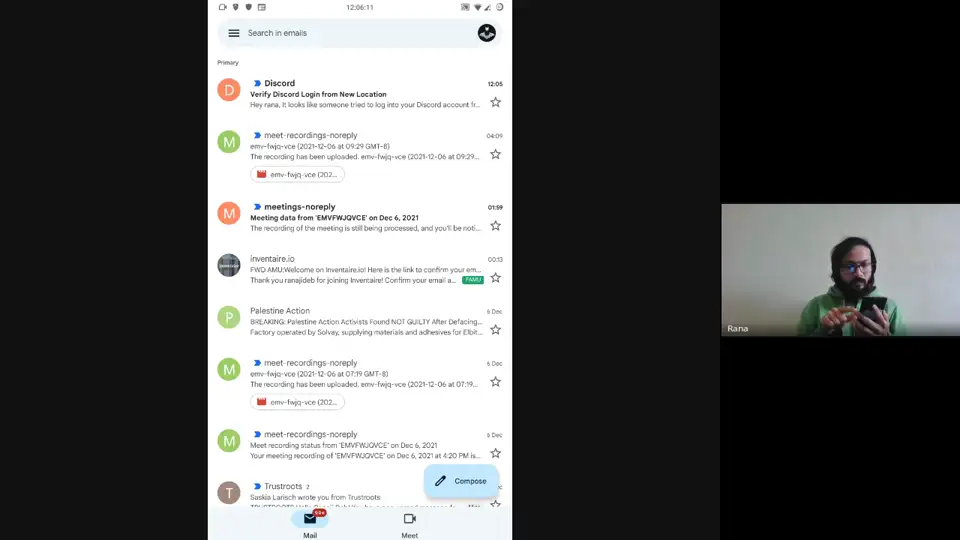 12:06:11
Search in emails
Primary
D
Discord
12:05
Verify Discord Login from New Location
Hey rana, It looks like someone tried to log into your Discord account fr...
M
meet-recordings-noreply
04:09
emv-fwjq-vce (2021-12-06 at 09:29 GMT-8)
The recording has been uploaded. emv-fwjq-vce (2021-12-06 at 09:29...
emv-fwjq-vce (202...
M
meetings-noreply
01:59
Meeting data from 'EMVFWJQVCE' on Dec 6, 2021
The recording of the meeting is still being processed, and you'll be noti...
inventaire.io
00:13
FWD AMU:Welcome on Inventaire.io! Here is the link to confirm your em...
Thank you ranajideb for joining Inventaire! Confirm your email a...
FAMU
P
Palestine Action
6 Dec
BREAKING: Palestine Action Activists Found NOT GUILTY After Defacing...
Factory operated by Solvay, supplying materials and adhesives for Elbit...
M
meet-recordings-noreply
6 Dec
emv-fwjq-vce (2021-12-06 at 07:19 GMT-8)
The recording has been uploaded. emv-fwjq-vce (2021-12-06 at 07:19...
emv-fwjq-vce (202...
M
meet-recordings-noreply
6 Dec
Meet recording status from 'EMVFWJQVCE' on Dec 6, 2021
Your meeting recording of 'EMVFWJQVCE' on Dec 6, 2021 at 4:20 PM is...
T
Trustroots 2
Saskia Larisch wrote you from Trustroots
Compose
99+
Mail
Meet
Rana